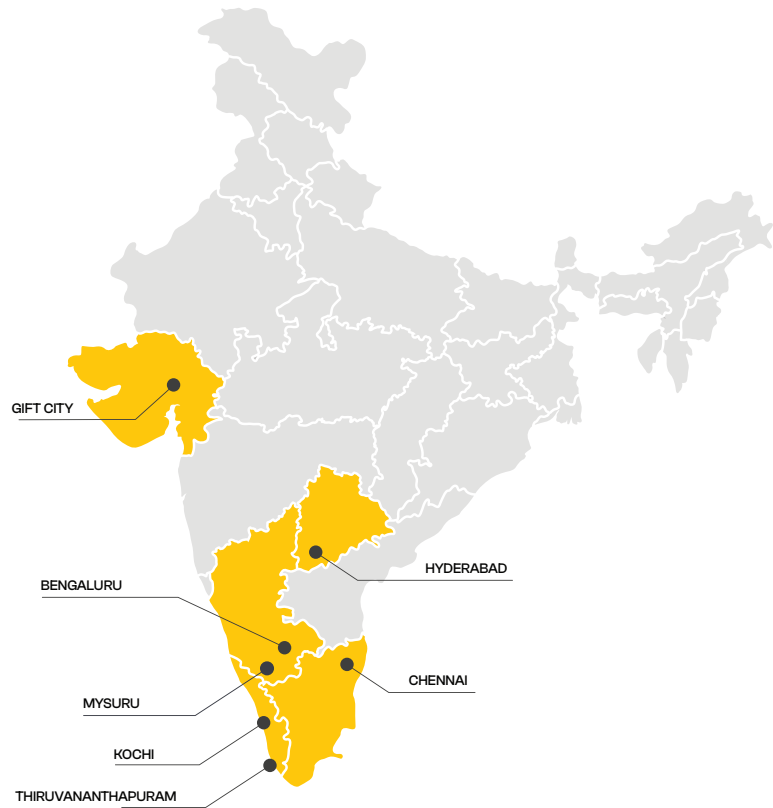 GIFT CITY
HYDERABAD
BENGALURU
CHENNAI
MYSURU
KOCHI
THIRUVANANTHAPURAM